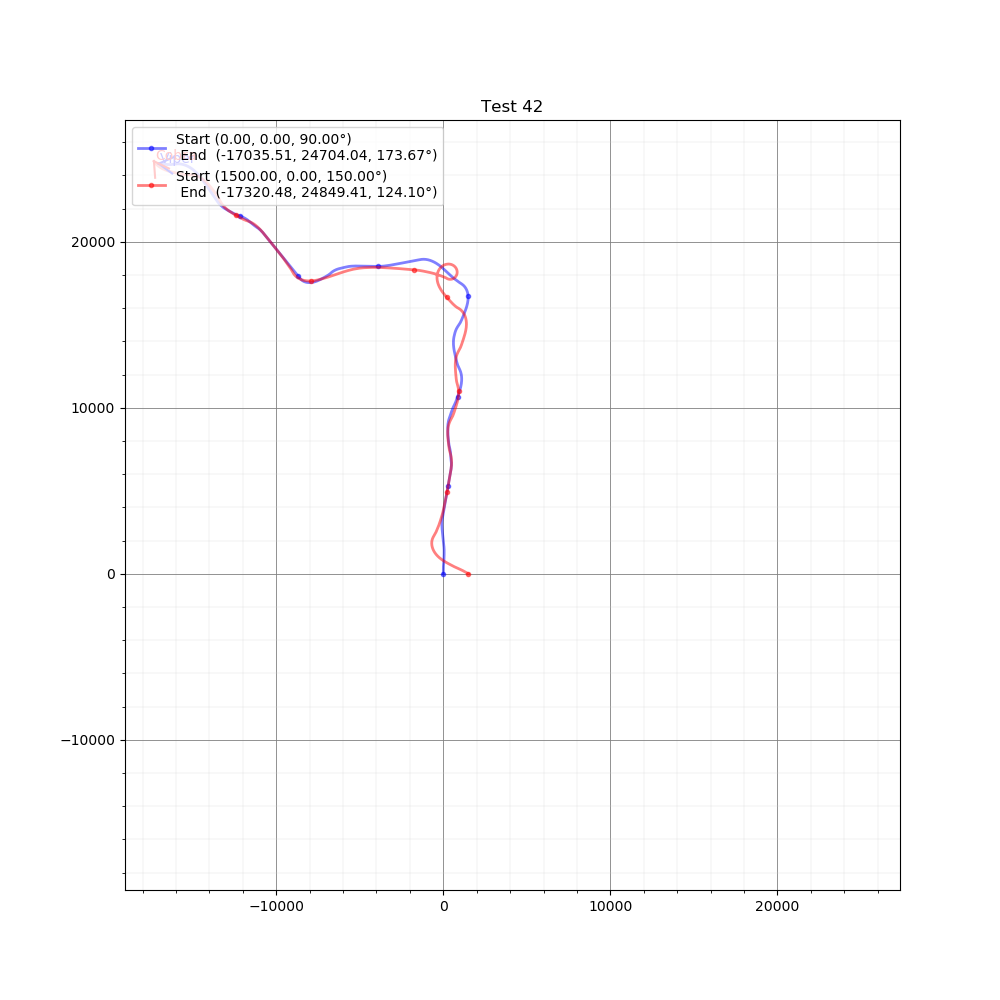 Test 42
Start (0.00, 0.00, 90.00°)
End (-17035.51, 24704.04, 173.67°)
Start (1500.00, 0.00, 150.00°)
End (-17320.48, 24849.41, 124.10°)
20000
10000
0
−10000
−10000
0
10000
20000